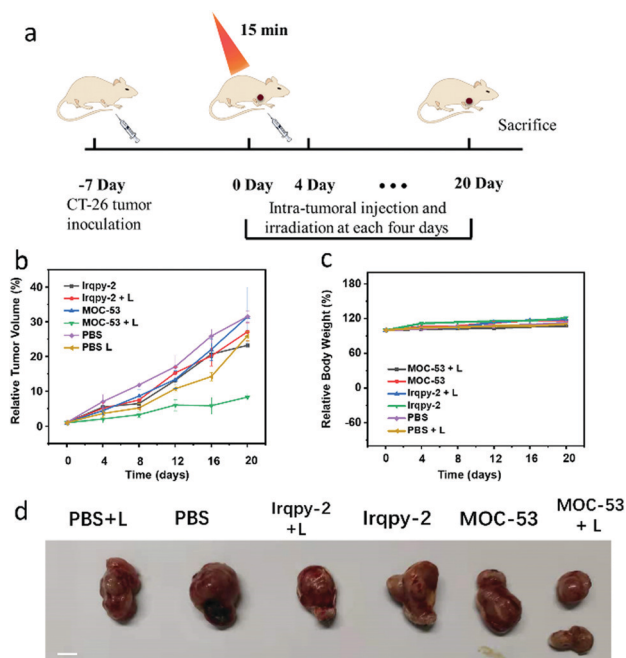 a
15 min
Sacrifice
-7 Day
0 Day
4 Day
•••
20 Day
CT-26 tumor
inoculation
Intra-tumoral injection and
irradiation at each four days
b
Relative Tumor Volume (%)
40
30
20
10
0
Irqpy-2
Irqpy-2 + L
MOC-53
MOC-53 + L
PBS
PBS L
0 4 8 12 16 20
Time (days)
c
Relative Body Weight (%)
180
120
60
0
-60
MOC-53 + L
MOC-53
Irqpy-2 + L
Irqpy-2
PBS
PBS + L
0 4 8 12 16 20
Time (days)
d
PBS+L
PBS
Irqpy-2
+L
Irqpy-2
MOC-53
MOC-53
+ L